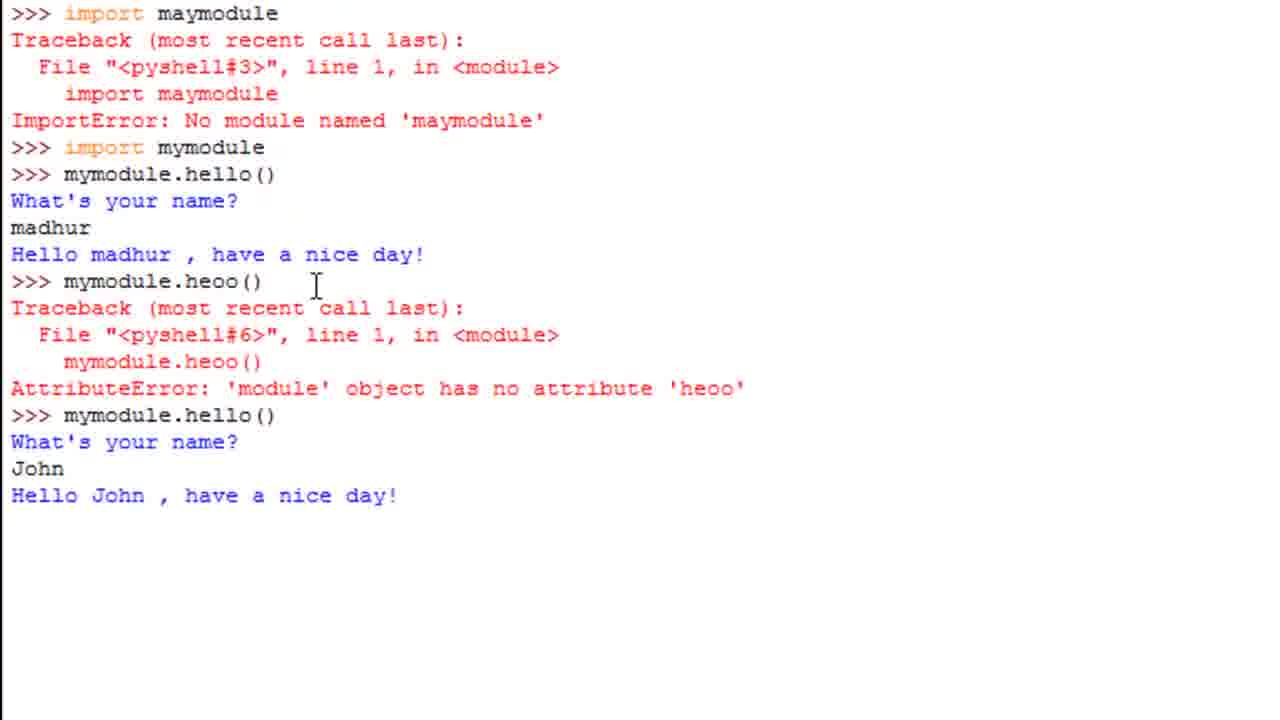 >>> import maymodule
Traceback (most recent call last):
  File "<pyshell#3>", line 1, in <module>
    import maymodule
ImportError: No module named 'maymodule'
>>> import mymodule
>>> mymodule.hello()
What's your name?
madhur
Hello madhur , have a nice day!
>>> mymodule.heoo()
Traceback (most recent call last):
  File "<pyshell#6>", line 1, in <module>
    mymodule.heoo()
AttributeError: 'module' object has no attribute 'heoo'
>>> mymodule.hello()
What's your name?
John
Hello John , have a nice day!